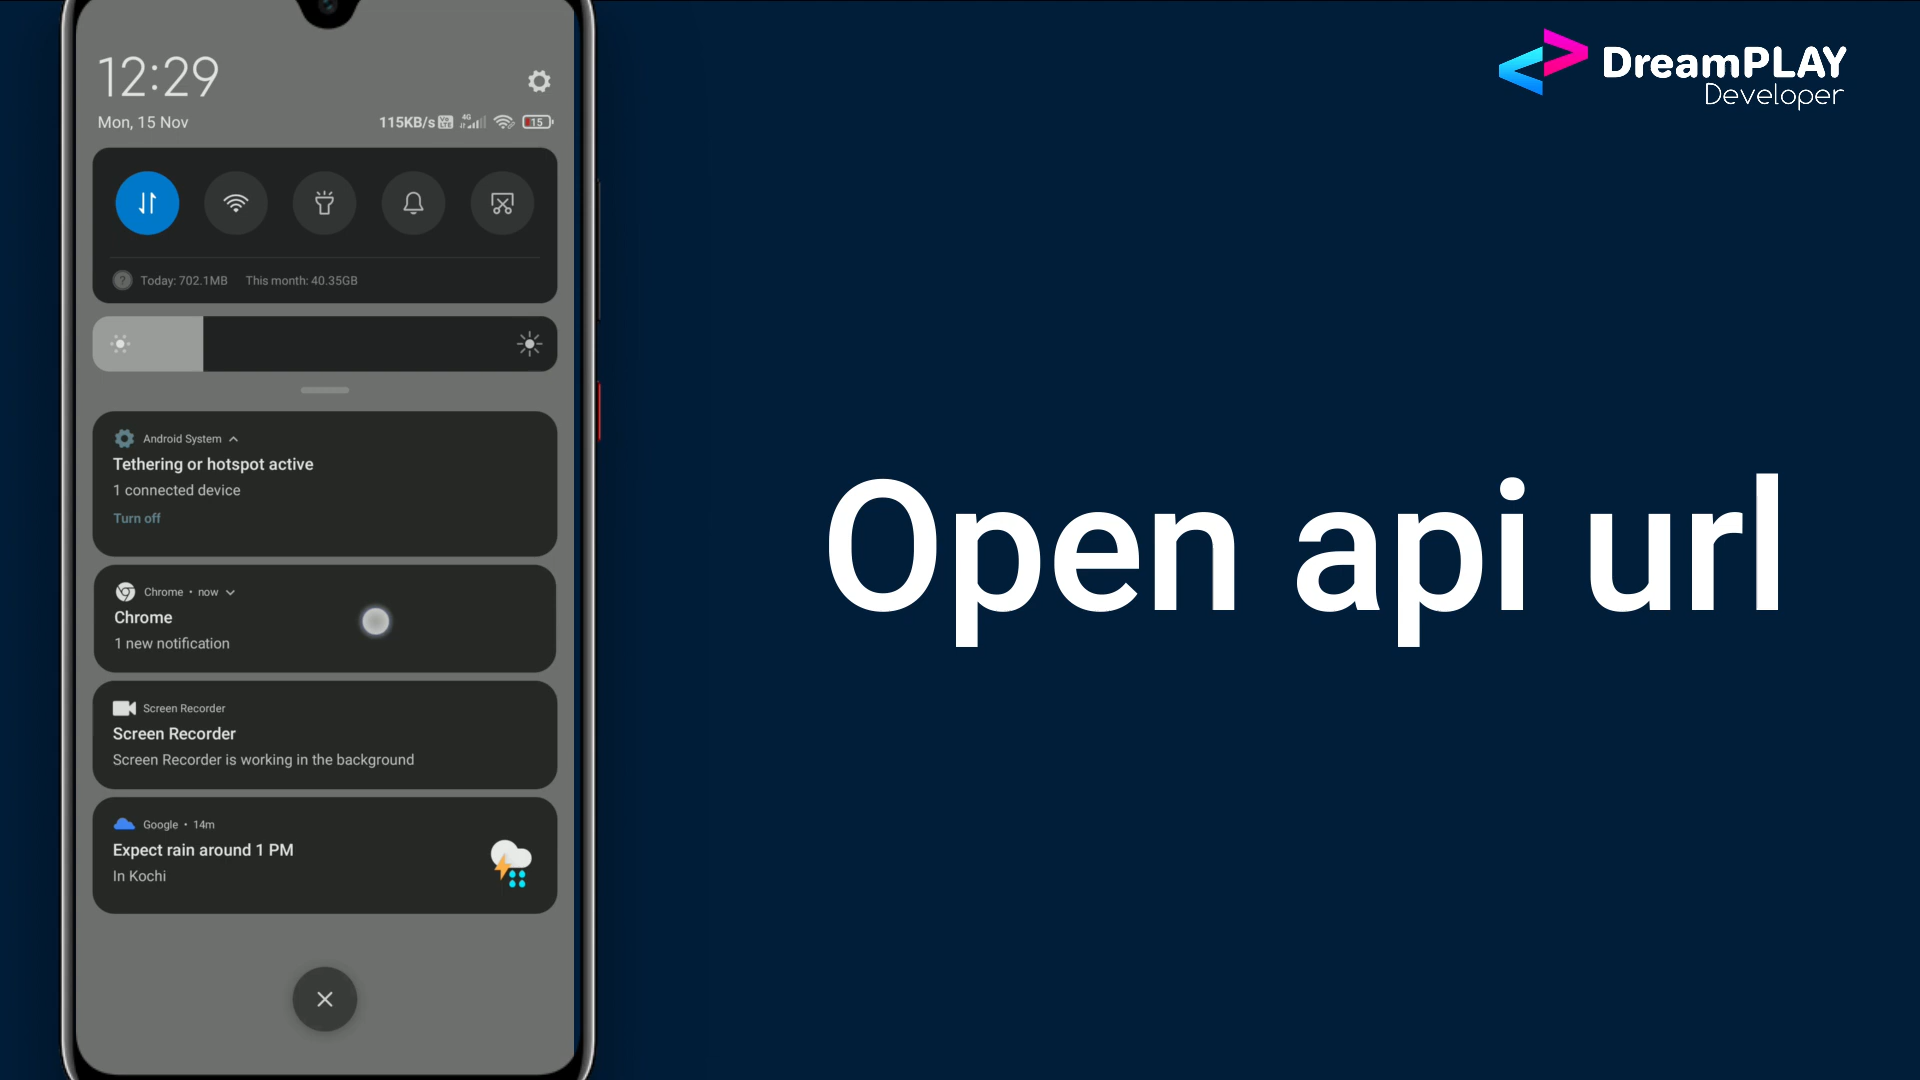 12:29
Mon, 15 Nov
115KB/s
4G
15
Today: 702.1MB This month: 40.35GB
Android System
Tethering or hotspot active
1 connected device
Turn off
Chrome • now
Chrome
1 new notification
Screen Recorder
Screen Recorder
Screen Recorder is working in the background
Google • 14m
Expect rain around 1 PM
In Kochi
DreamPLAY
Developer
Open api url